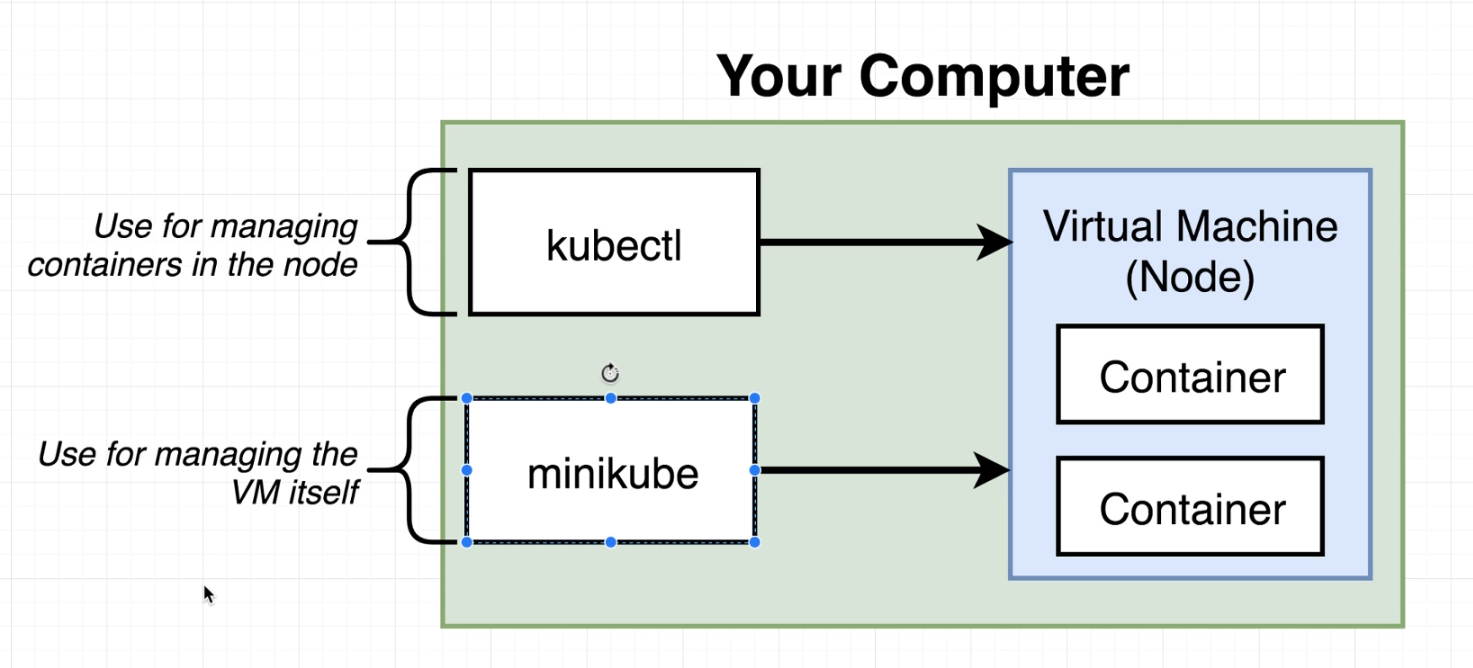 Your Computer
Use for managing
containers in the node
kubectl
Virtual Machine
(Node)
Container
Use for managing the
VM itself
minikube
Container